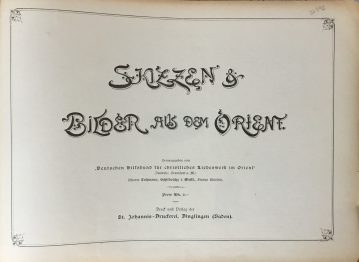 SKIZZEN &
BILDER AUS DEM ORIENT.
Herausgegeben vom
„Deutschen Hilfsbund für christliches Liebeswerk im Orient"
Preis Mk. 1.–
Druck und Verlag der
St. Johannis-Druckerei, Dinglingen (Baden).